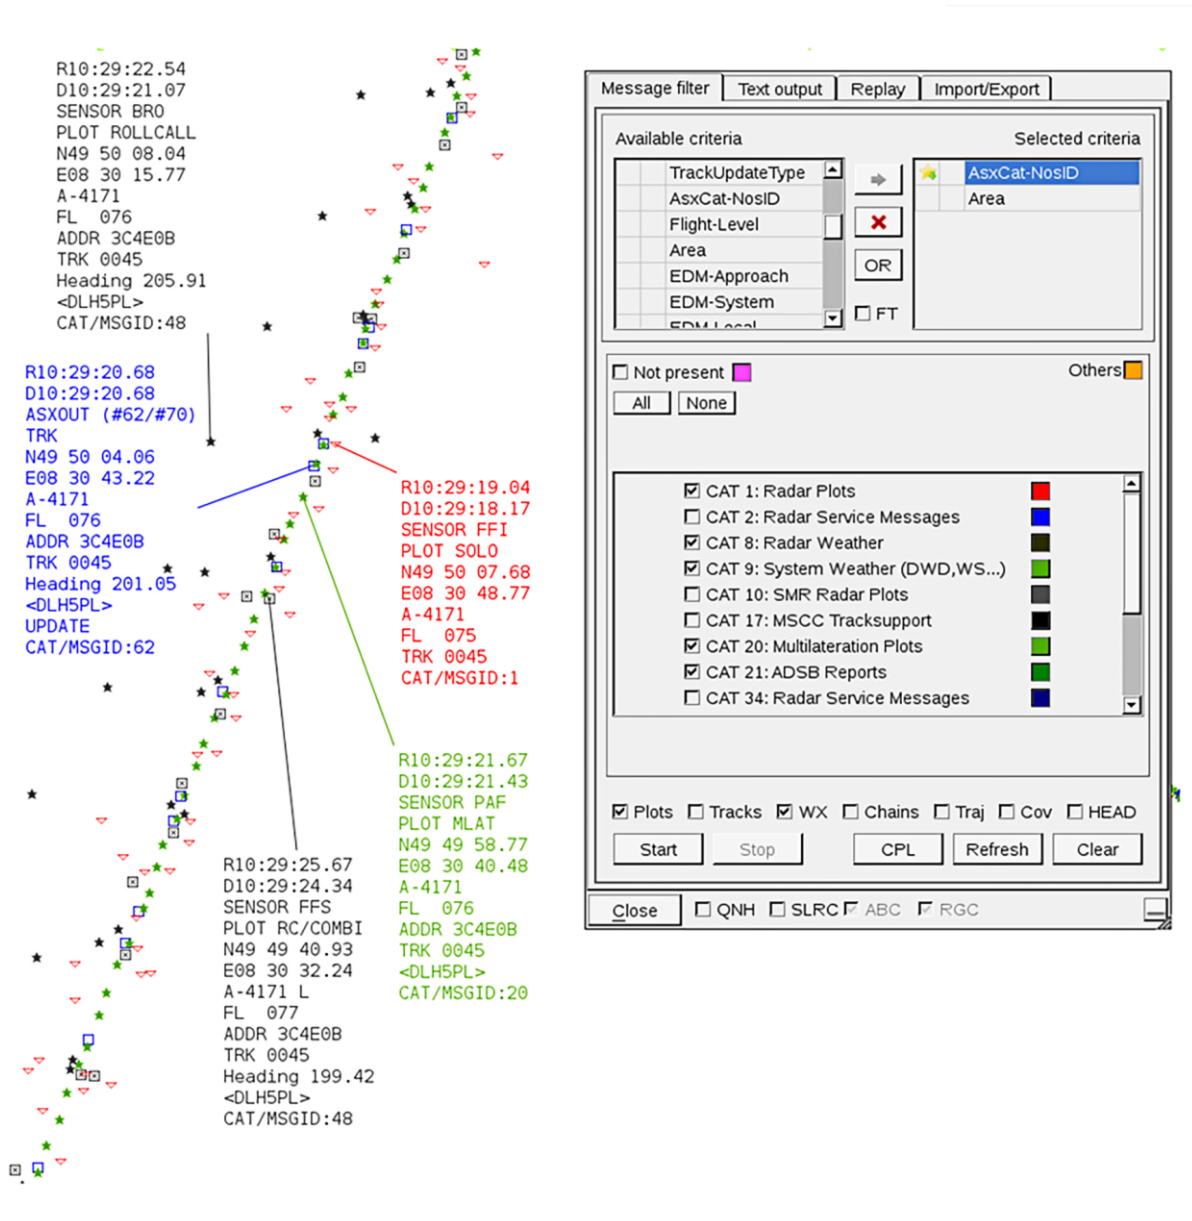 R10:29:22.54
D10:29:21.07
SENSOR BRO
PLOT ROLLCALL
N49 50 08.04
E08 30 15.77
A-4171
FL 076
ADDR 3C4E0B
TRK 0045
Heading 205.91
<DLH5PL>
CAT/MSGID:48
R10:29:20.68
D10:29:20.68
ASXOUT (#62/#70)
TRK
N49 50 04.06
E08 30 43.22
A-4171
FL 076
ADDR 3C4E0B
TRK 0045
Heading 201.05
<DLH5PL>
UPDATE
CAT/MSGID:62
R10:29:19.04
D10:29:18.17
SENSOR FFI
PLOT SOLO
N49 50 07.68
E08 30 48.77
A-4171
FL 075
TRK 0045
CAT/MSGID:1
R10:29:21.67
D10:29:21.43
SENSOR PAF
PLOT MLAT
N49 49 58.77
E08 30 40.48
A-4171
FL 076
ADDR 3C4E0B
TRK 0045
<DLH5PL>
CAT/MSGID:20
R10:29:25.67
D10:29:24.34
SENSOR FFS
PLOT RC/COMBI
N49 49 40.93
E08 30 32.24
A-4171 L
FL 077
ADDR 3C4E0B
TRK 0045
Heading 199.42
<DLH5PL>
CAT/MSGID:48
Message filter Text output Replay Import/Export
Available criteria Selected criteria
TrackUpdateType
AsxCat-NosID
Flight-Level
Area
EDM-Approach
EDM-System
EDM-Local
OR
FT
AsxCat-NosID
Area
Not present Others
All None
CAT 1: Radar Plots
CAT 2: Radar Service Messages
CAT 8: Radar Weather
CAT 9: System Weather (DWD,WS...)
CAT 10: SMR Radar Plots
CAT 17: MSCC Tracksupport
CAT 20: Multilateration Plots
CAT 21: ADSB Reports
CAT 34: Radar Service Messages
Plots Tracks WX Chains Traj Cov HEAD
Start Stop CPL Refresh Clear
Close QNH SLRC ABC RGC